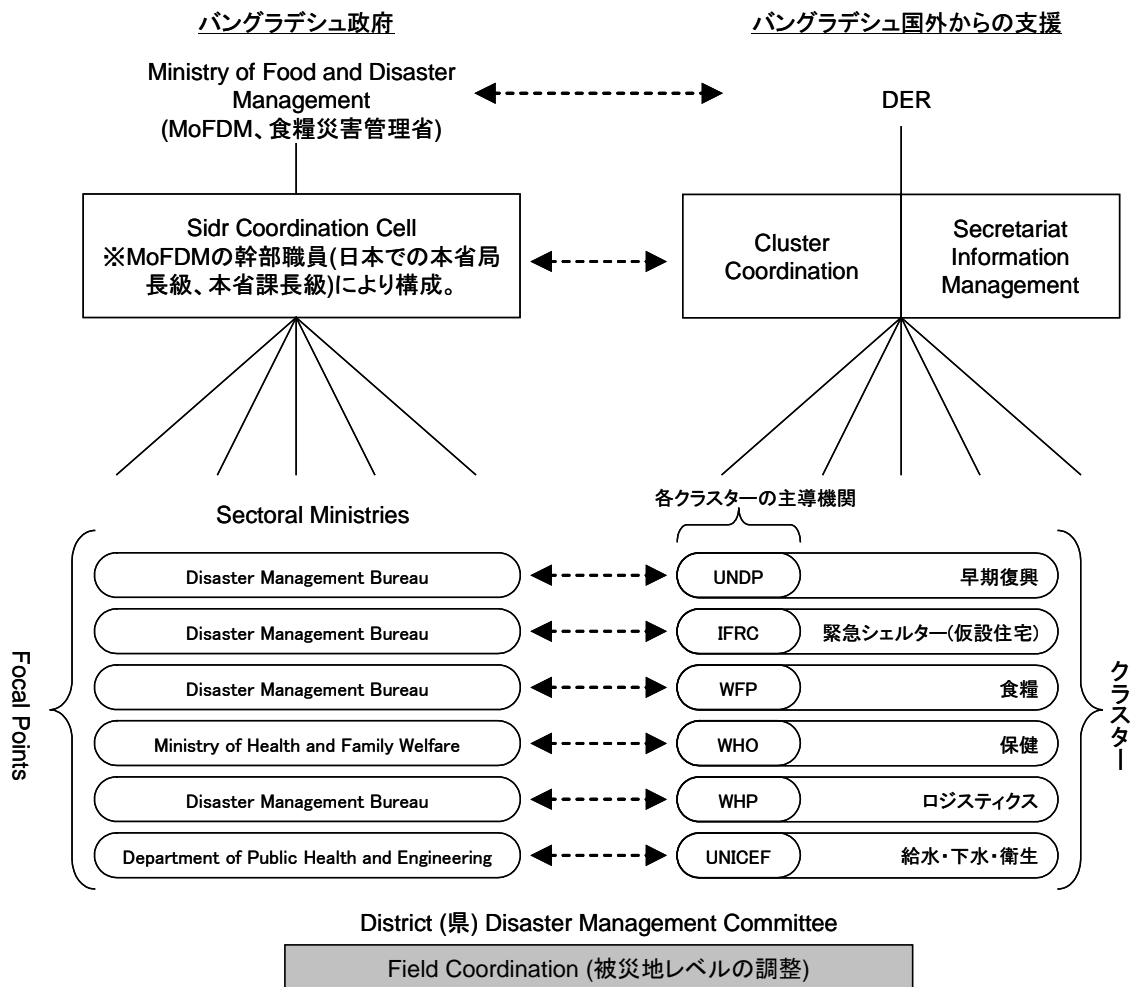 バングラデシュ政府
バングラデシュ国外からの支援
Ministry of Food and Disaster
Management
(MoFDM、食糧災害管理省)
DER
Sidr Coordination Cell
※MoFDMの幹部職員(日本での本省局
長級、本省課長級)により構成。
Cluster
Coordination
Secretariat
Information
Management
Sectoral Ministries
各クラスターの主導機関
Focal Points
Disaster Management Bureau
UNDP
早期復興
Disaster Management Bureau
IFRC
緊急シェルター(仮設住宅)
Disaster Management Bureau
WFP
食糧
Ministry of Health and Family Welfare
WHO
保健
Disaster Management Bureau
WHP
ロジスティクス
Department of Public Health and Engineering
UNICEF
給水・下水・衛生
クラスター
District (県) Disaster Management Committee
Field Coordination (被災地レベルの調整)